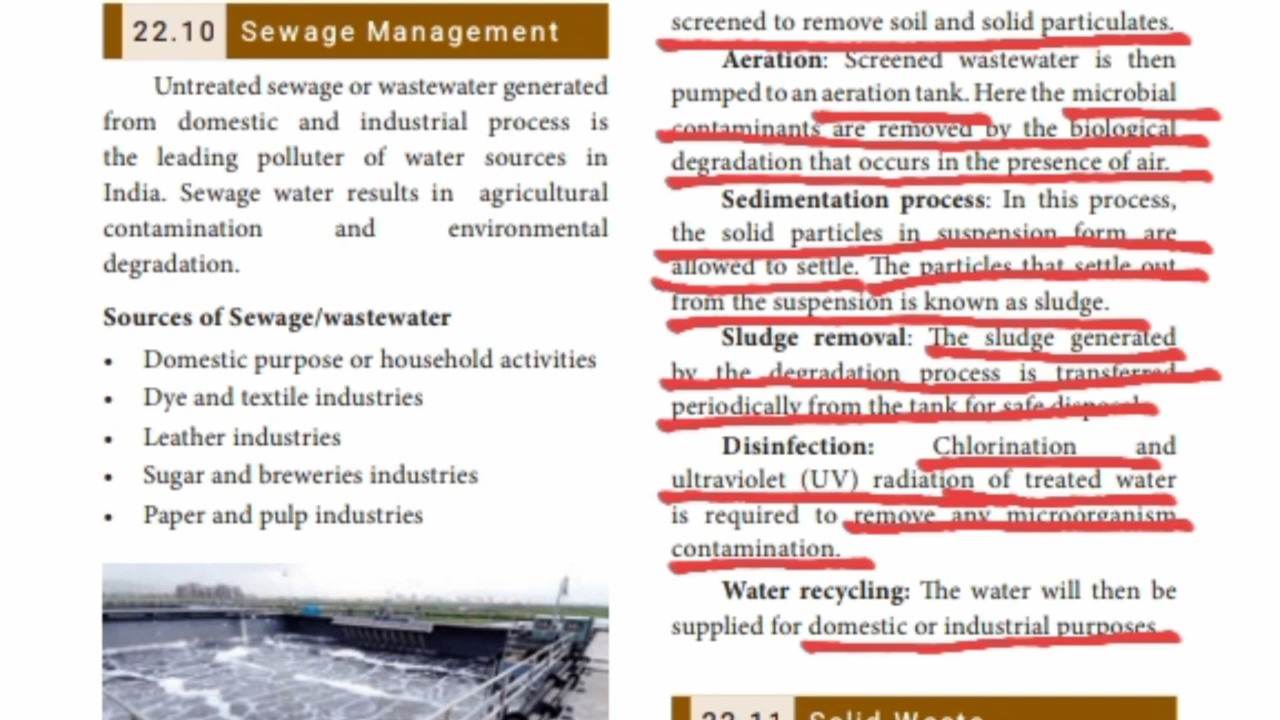 22.10 Sewage Management
Untreated sewage or wastewater generated
from domestic and industrial process is
the leading polluter of water sources in
India. Sewage water results in agricultural
contamination and environmental
degradation.
Sources of Sewage/wastewater
• Domestic purpose or household activities
• Dye and textile industries
• Leather industries
• Sugar and breweries industries
• Paper and pulp industries
screened to remove soil and solid particulates.
Aeration: Screened wastewater is then
pumped to an aeration tank. Here the microbial
contaminants are removed by the biological
degradation that occurs in the presence of air.
Sedimentation process: In this process,
the solid particles in suspension form are
allowed to settle. The particles that settle out
from the suspension is known as sludge.
Sludge removal: The sludge generated
by the degradation process is transferred
periodically from the tank for safe disposal.
Disinfection: Chlorination and
ultraviolet (UV) radiation of treated water
is required to remove any microorganism
contamination.
Water recycling: The water will then be
supplied for domestic or industrial purposes.
22.11 Solid Waste